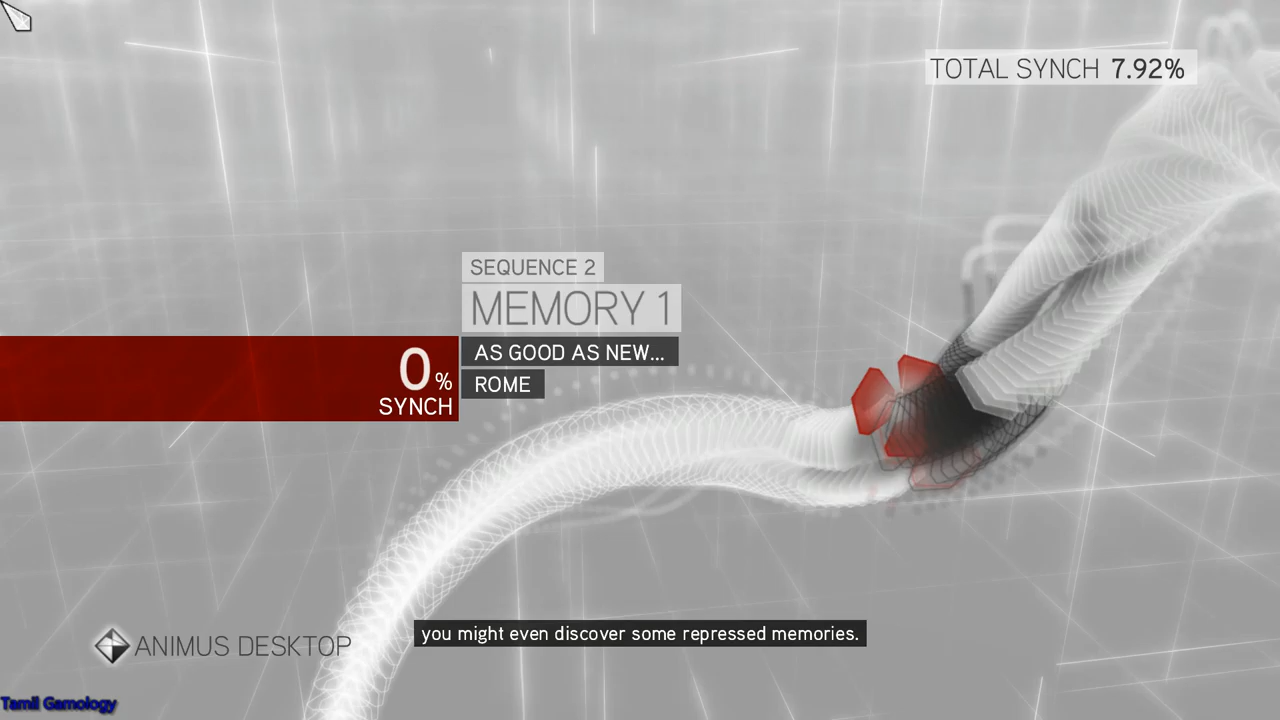 TOTAL SYNCH 7.92%
SEQUENCE 2
MEMORY 1
AS GOOD AS NEW...
ROME
0%
SYNCH
you might even discover some repressed memories.
ANIMUS DESKTOP
Tamil Gamology